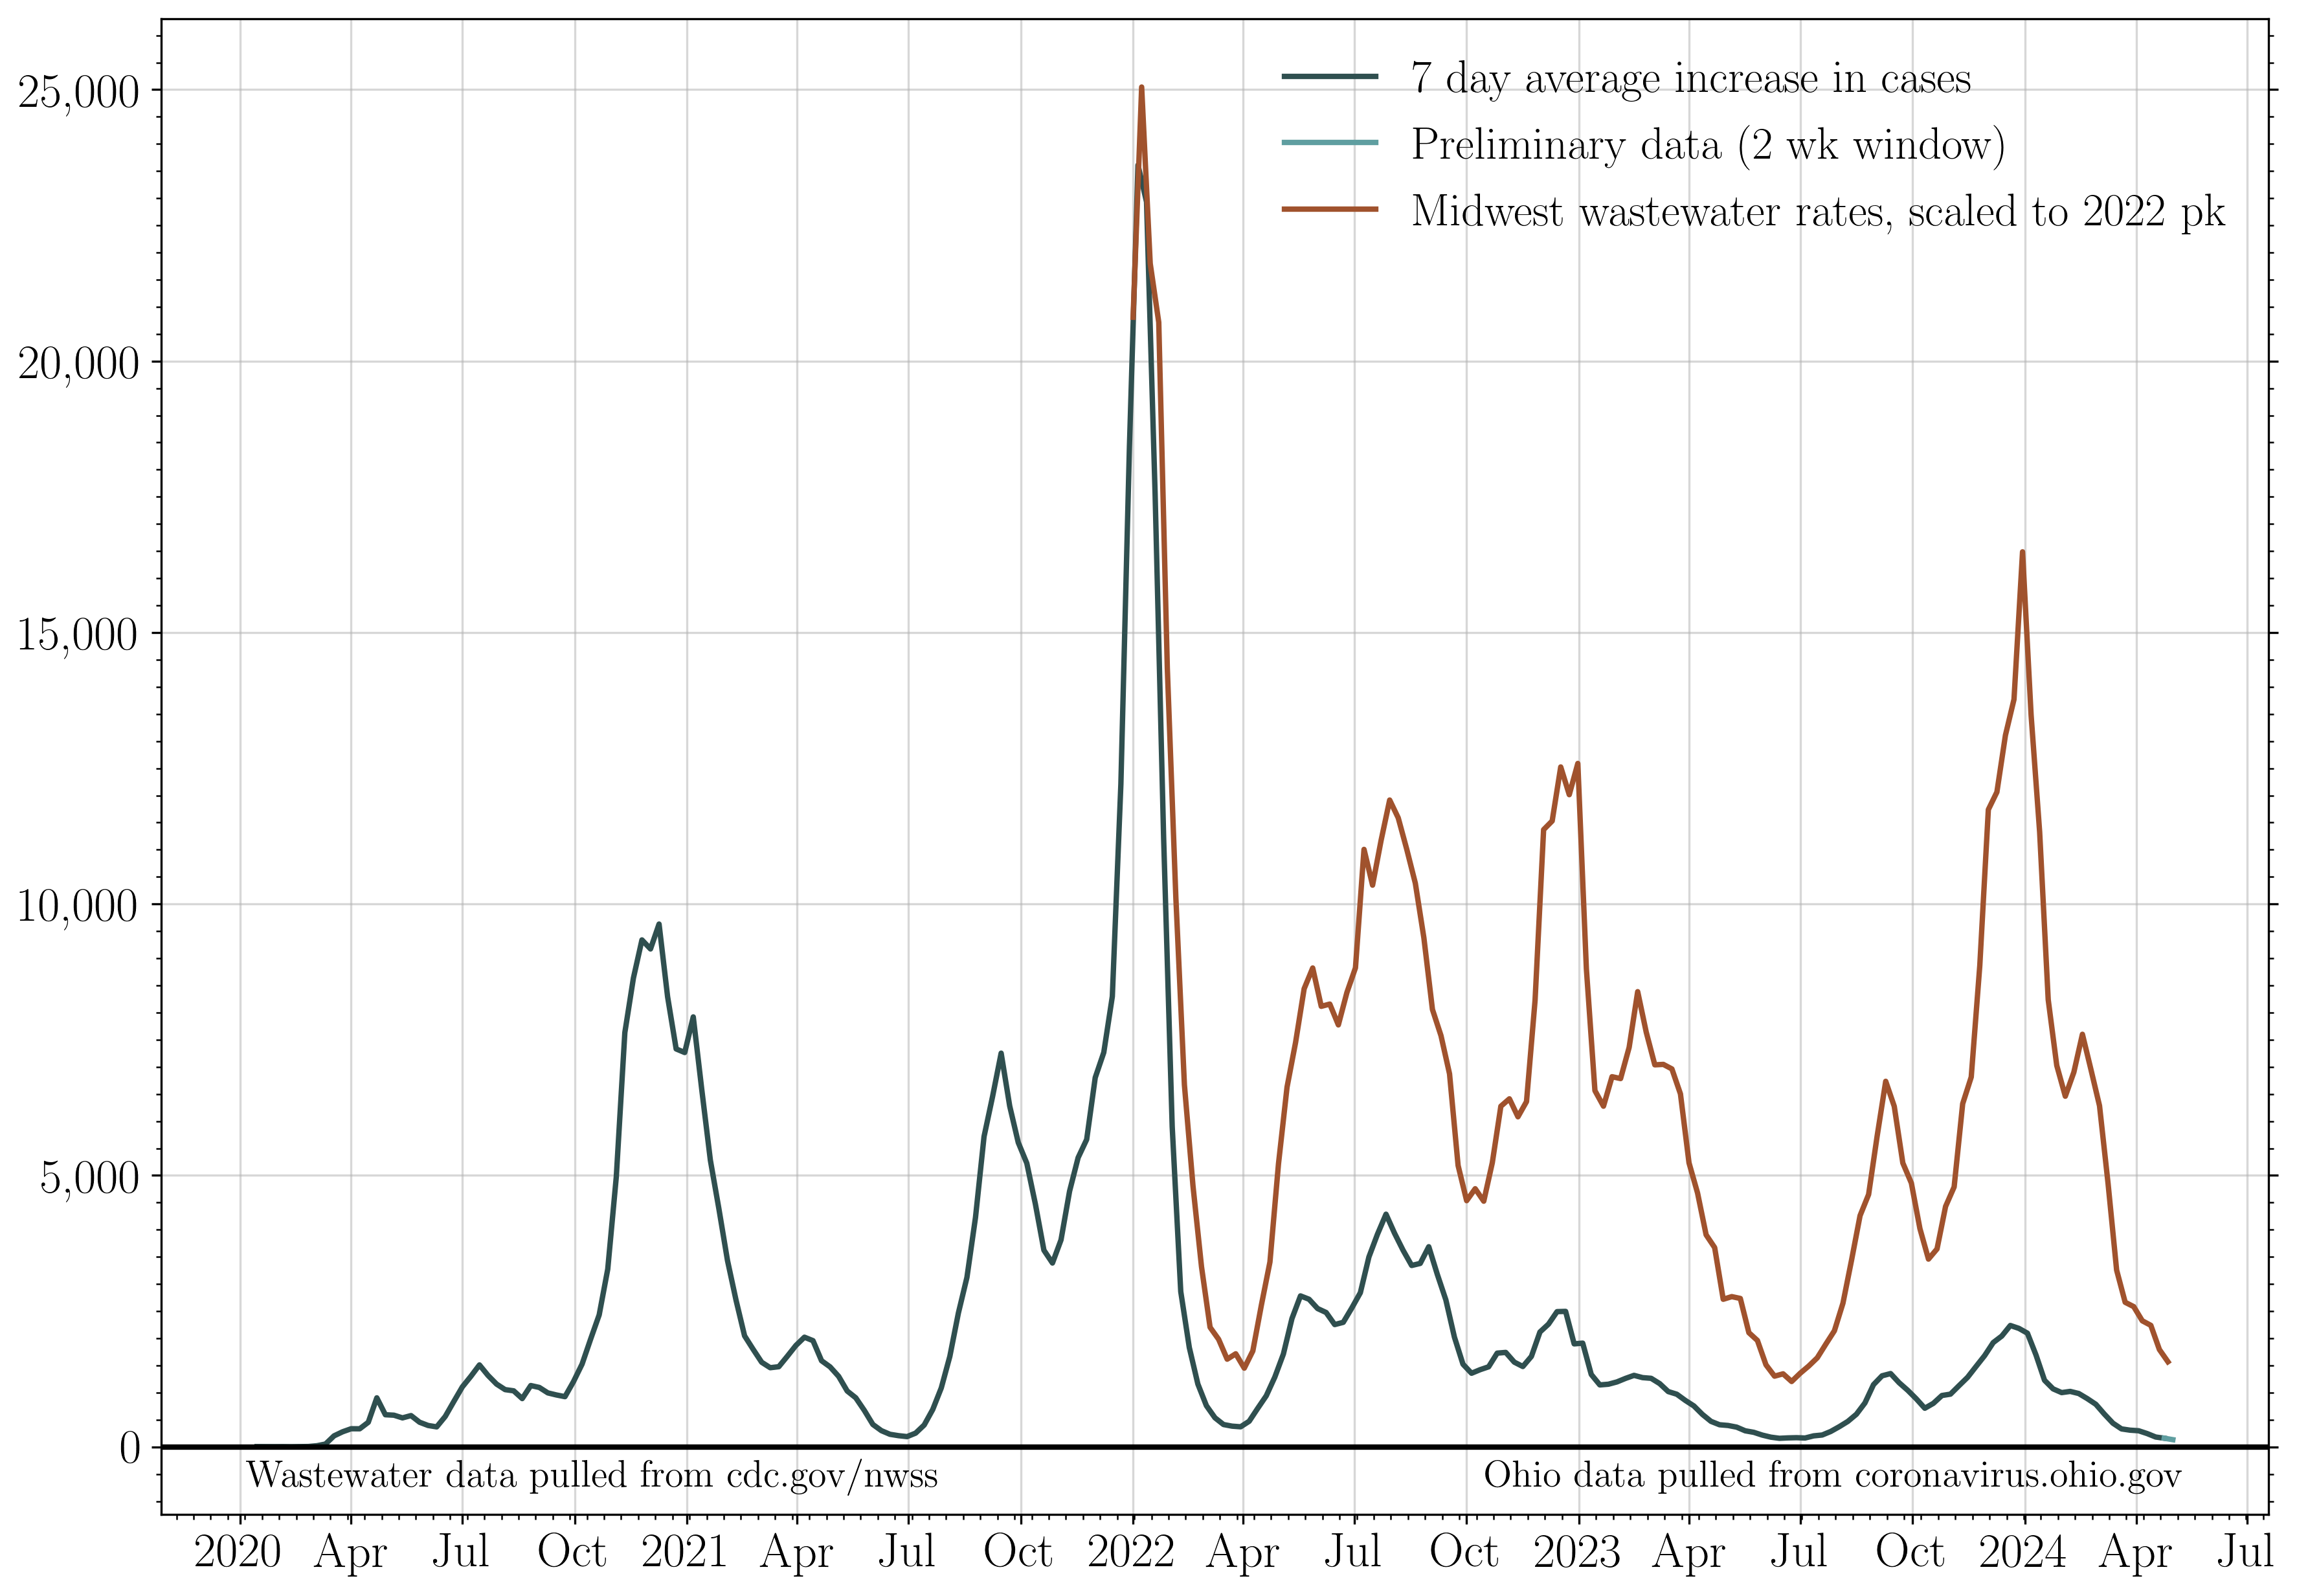 25,000
20,000
15,000
10,000
5,000
0
7 day average increase in cases
Preliminary data (2 wk window)
Midwest wastewater rates, scaled to 2022 pk
Wastewater data pulled from cdc.gov/nwss
Ohio data pulled from coronavirus.ohio.gov
2020 Apr Jul Oct 2021 Apr Jul Oct 2022 Apr Jul Oct 2023 Apr Jul Oct 2024 Apr Jul